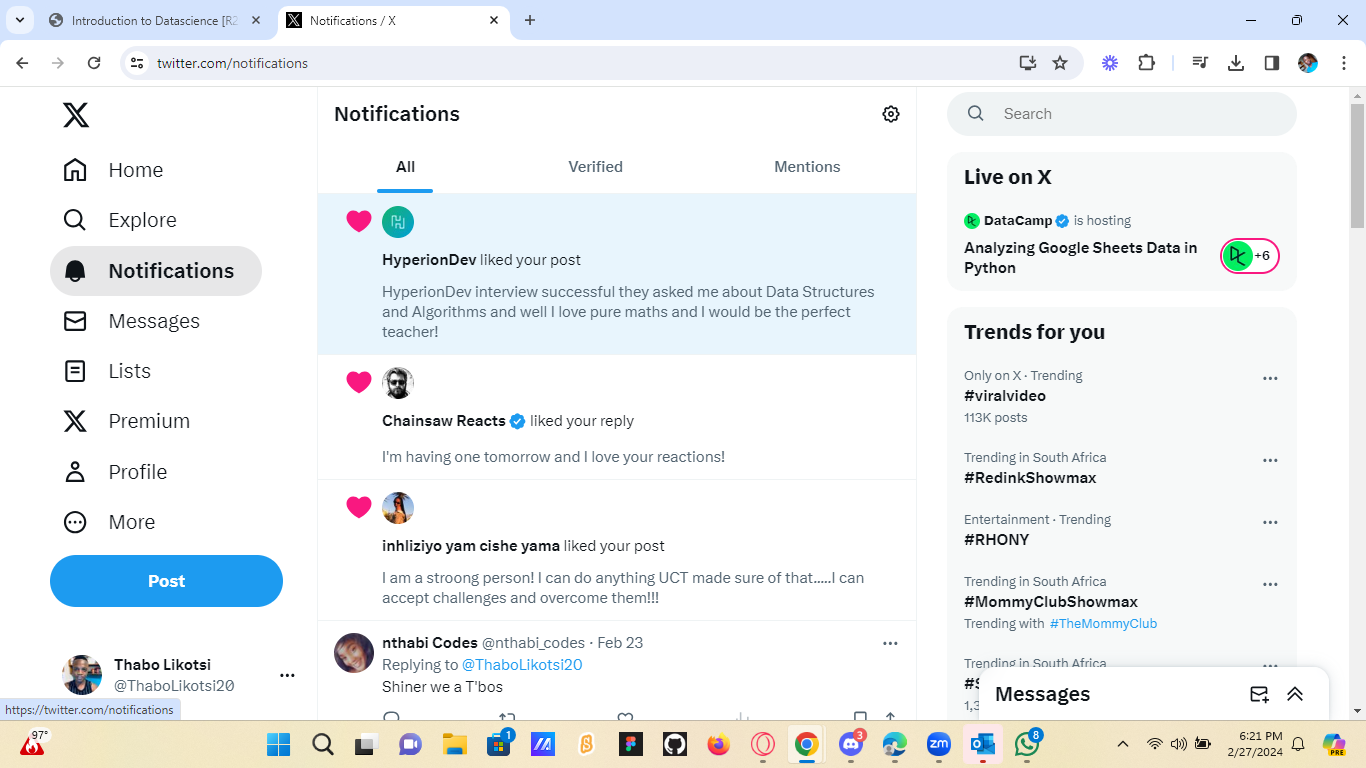 Introduction to Datascience [R2
Notifications / X
twitter.com/notifications
Home
Explore
Notifications
Messages
Lists
Premium
Profile
More
Post
Thabo Likotsi
@ThaboLikotsi20
https://twitter.com/notifications
Notifications
All
Verified
Mentions
HyperionDev liked your post
HyperionDev interview successful they asked me about Data Structures
and Algorithms and well I love pure maths and I would be the perfect
teacher!
Chainsaw Reacts liked your reply
I'm having one tomorrow and I love your reactions!
inhliziyo yam cishe yama liked your post
I am a stroong person! I can do anything UCT made sure of that.....I can
accept challenges and overcome them!!!
nthabi Codes @nthabi_codes · Feb 23
Replying to @ThaboLikotsi20
Shiner we a T'bos
Search
Live on X
DataCamp is hosting
Analyzing Google Sheets Data in
Python
+6
Trends for you
Only on X · Trending
#viralvideo
113K posts
Trending in South Africa
#RedinkShowmax
Entertainment · Trending
#RHONY
Trending in South Africa
#MommyClubShowmax
Trending with #TheMommyClub
Trending in South Africa
Messages
97°
1
3
zm
8
6:21 PM
2/27/2024
PRE